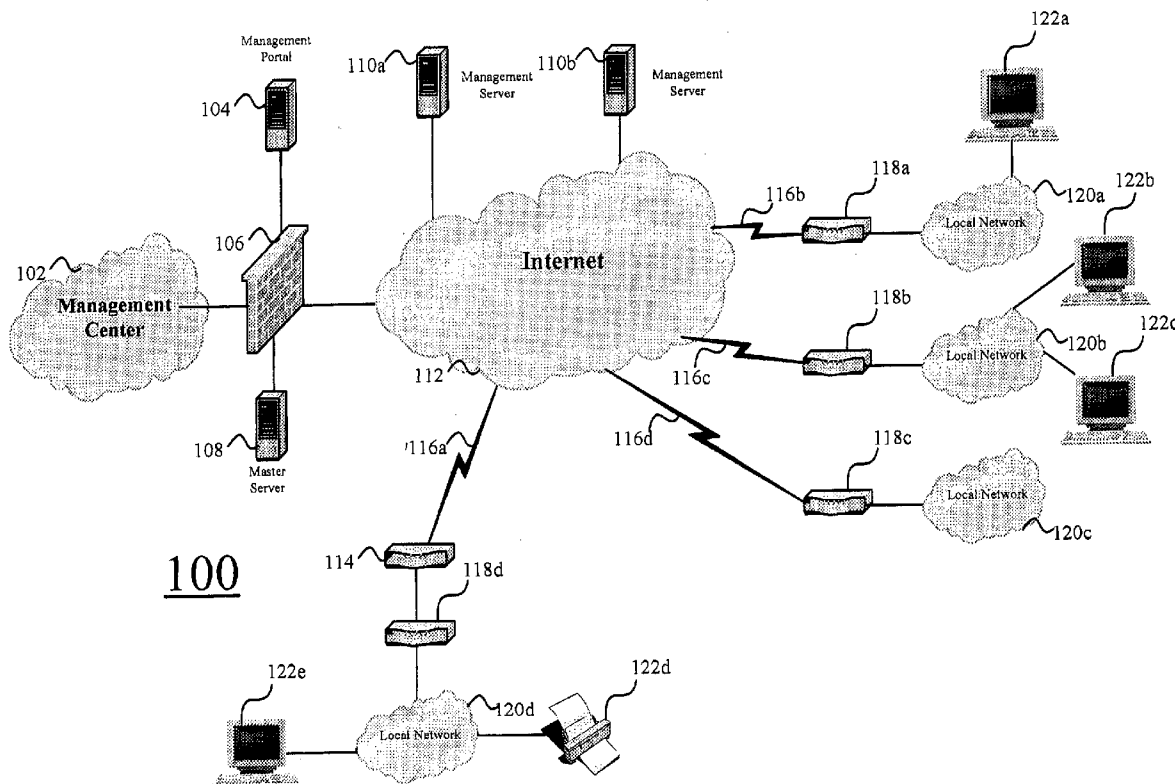 122a
Management
Portal
110a
110b
Management
Server
Management
Server
104
118a
122b
116b
120a
Local Network
106
102
Internet
Management
Center
118b
122c
Local Network
120b
112
116c
116d
118c
116a
108
Master
Server
Local Network
120c
114
100
118d
122e
122d
120d
Local Network